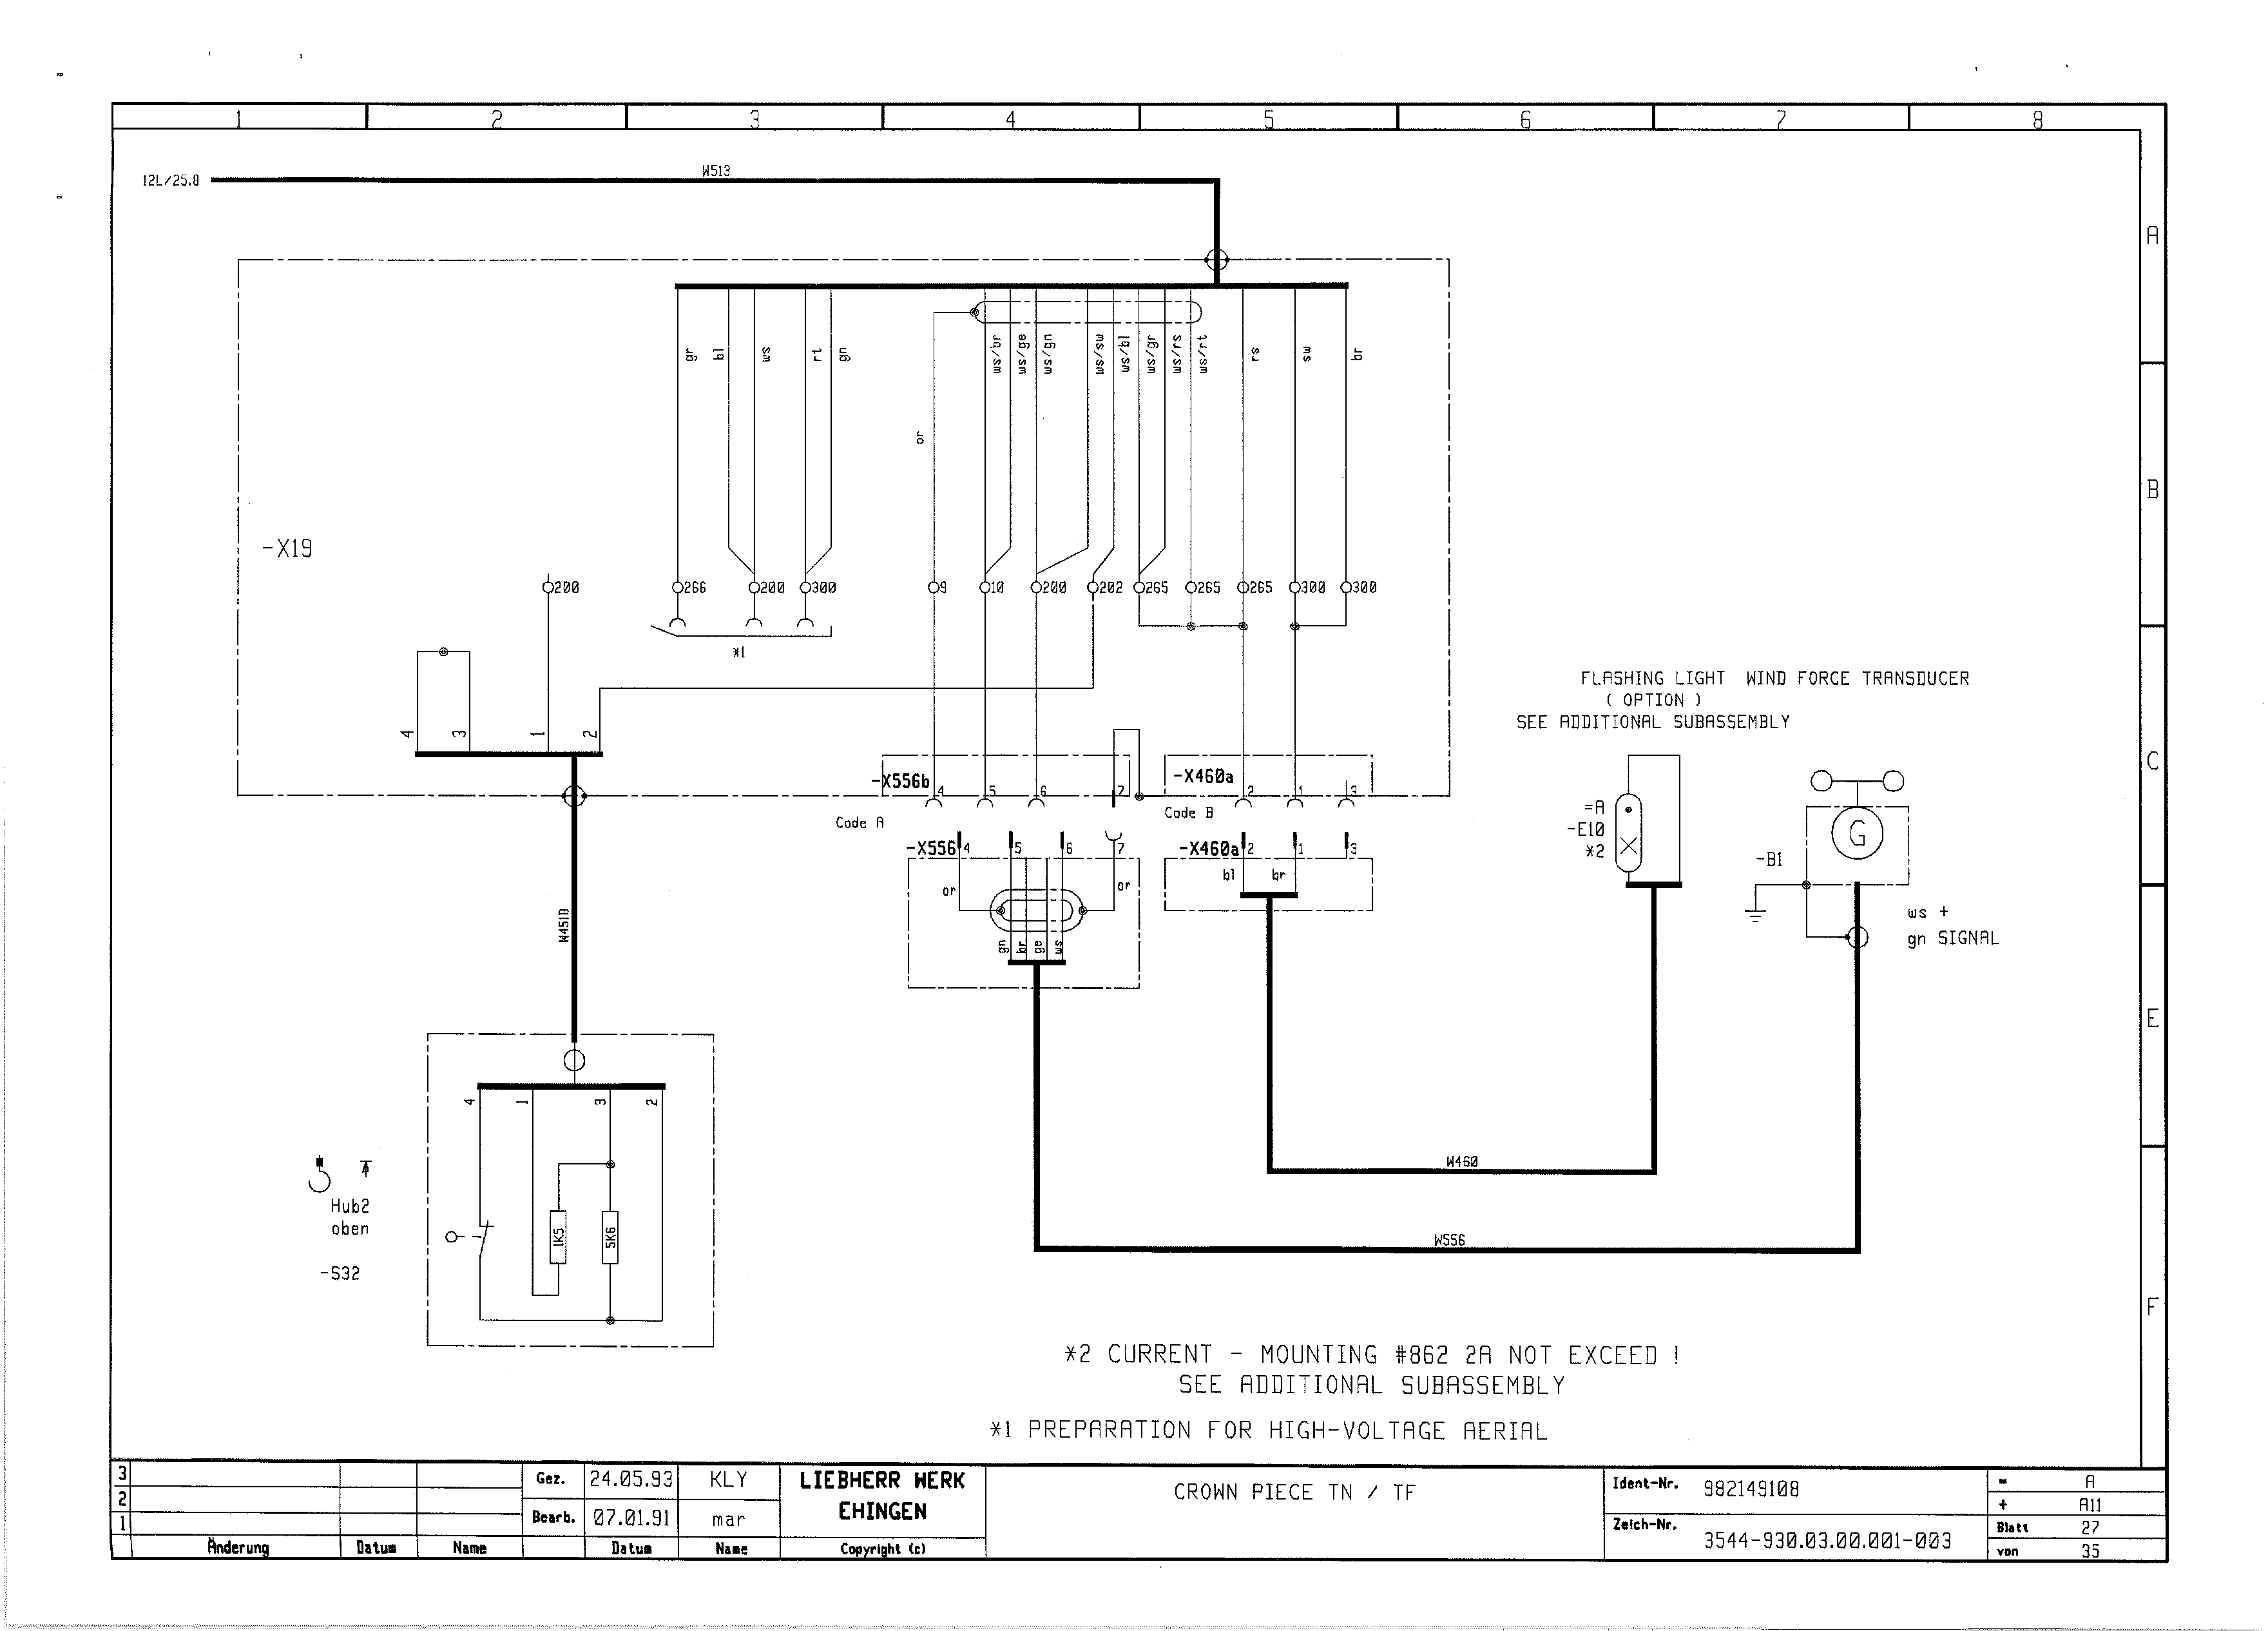 1 2 3 4 5 6 7 8
12L/25.8
W513
A
gr bl ws rt gn ws/br ws/ge ws/gn ws/sw ws/bl ws/gr ws/rs ws/rt rs sw br
or
B
-X19
200 266 200 300 9 10 200 202 265 265 265 300 300
*1
4 3 1 2
FLASHING LIGHT WIND FORCE TRANSDUCER
( OPTION )
SEE ADDITIONAL SUBASSEMBLY
C
-X556b 4 5 6 7
-X460a 2 1 3
Code A
Code B
=A
-E10
*2
G
-B1
-X556 4 5 6 7
-X460a 2 1 3
or or
bl br
gn br ge ws
ws +
gn SIGNAL
W451B
E
4 1 3 2
Hub2
oben
-S32
1K5 5K6
W460
W556
F
*2 CURRENT - MOUNTING #862 2A NOT EXCEED !
SEE ADDITIONAL SUBASSEMBLY
*1 PREPARATION FOR HIGH-VOLTAGE AERIAL
3
2
1
Änderung Datum Name
Gez. 24.05.93 KLY
Bearb. 07.01.91 mar
Datum Name
LIEBHERR WERK
EHINGEN
Copyright (c)
CROWN PIECE TN / TF
Ident-Nr. 982149108
Zeich-Nr. 3544-930.03.00.001-003
= A
+ A11
Blatt 27
von 35